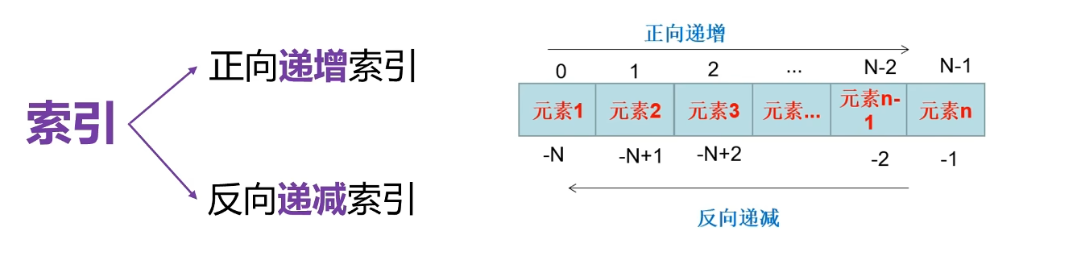 索引
正向递增索引
反向递减索引
正向递增
0 1 2 ... N-2 N-1
元素1 元素2 元素3 元素... 元素n-1 元素n
-N -N+1 -N+2 -2 -1
反向递减